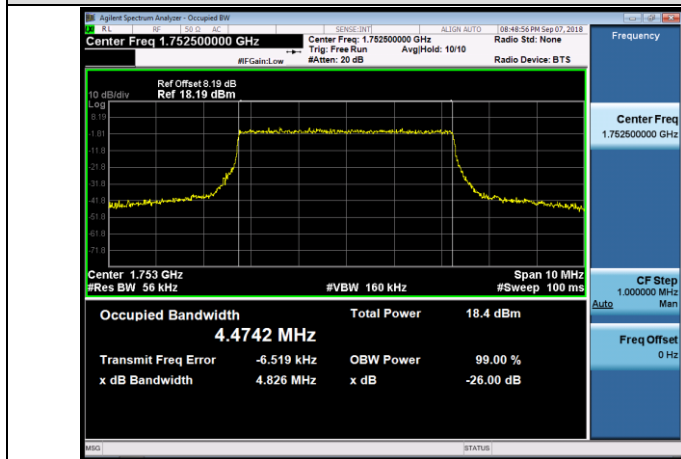 Agilent Spectrum Analyzer - Occupied BW
RL RF 50 Ω AC SENSE:INT ALIGN AUTO 08:48:56 PM Sep 07, 2018
Center Freq 1.752500000 GHz
Center Freq: 1.752500000 GHz
Radio Std: None
Trig: Free Run Avg|Hold: 10/10
#IFGain:Low #Atten: 20 dB Radio Device: BTS
Ref Offset 8.19 dB
10 dB/div Ref 18.19 dBm
Log
8.19
-1.81
-11.8
-21.8
-31.8
-41.8
-51.8
-61.8
-71.8
Center 1.753 GHz Span 10 MHz
#Res BW 56 kHz #VBW 160 kHz #Sweep 100 ms
Occupied Bandwidth Total Power 18.4 dBm
4.4742 MHz
Transmit Freq Error -6.519 kHz OBW Power 99.00 %
x dB Bandwidth 4.826 MHz x dB -26.00 dB
MSG STATUS
Frequency
Center Freq
1.752500000 GHz
CF Step
1.000000 MHz
Auto Man
Freq Offset
0 Hz